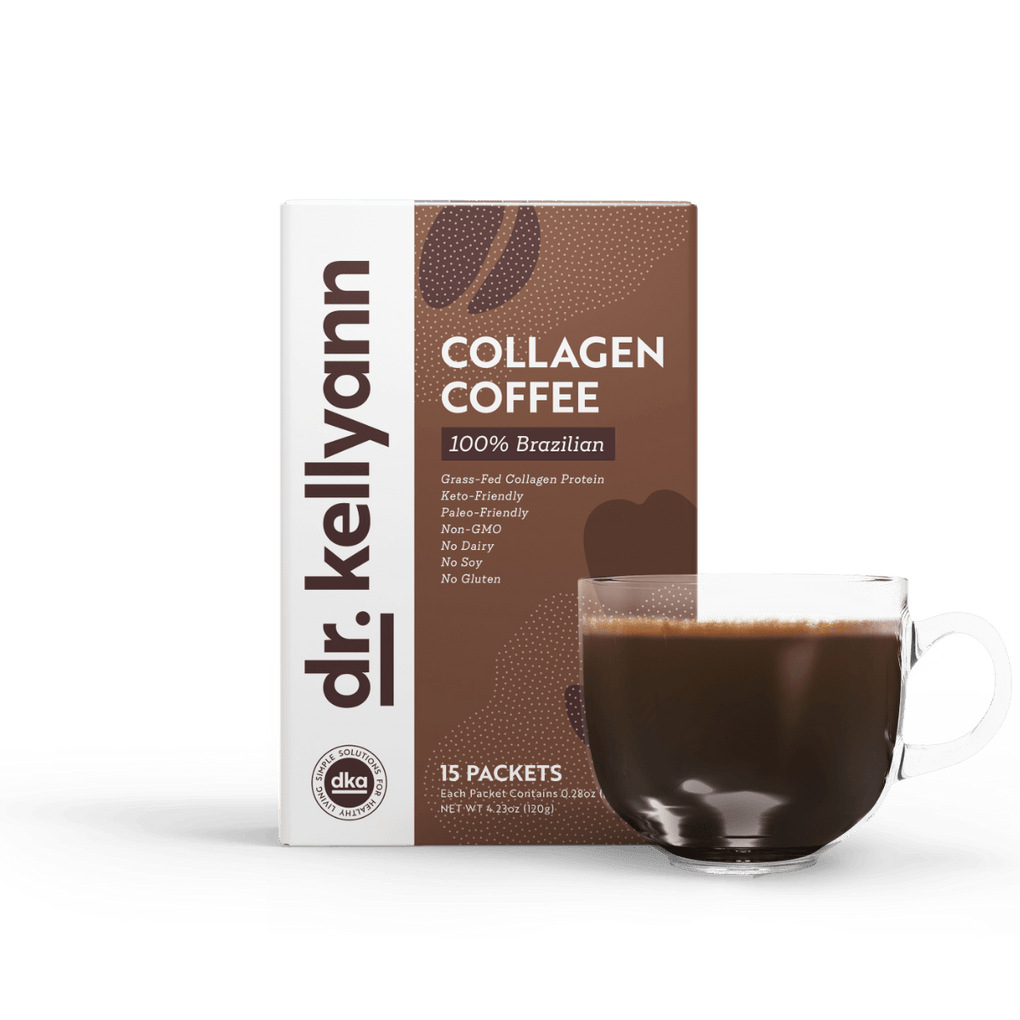 dr. kellyann
SIMPLE SOLUTIONS FOR HEALTHY LIVING
dka
COLLAGEN
COFFEE
100% Brazilian
Grass-Fed Collagen Protein
Keto-Friendly
Paleo-Friendly
Non-GMO
No Dairy
No Soy
No Gluten
15 PACKETS
Each Packet Contains 0.28oz (
NET WT 4.23oz (120g)